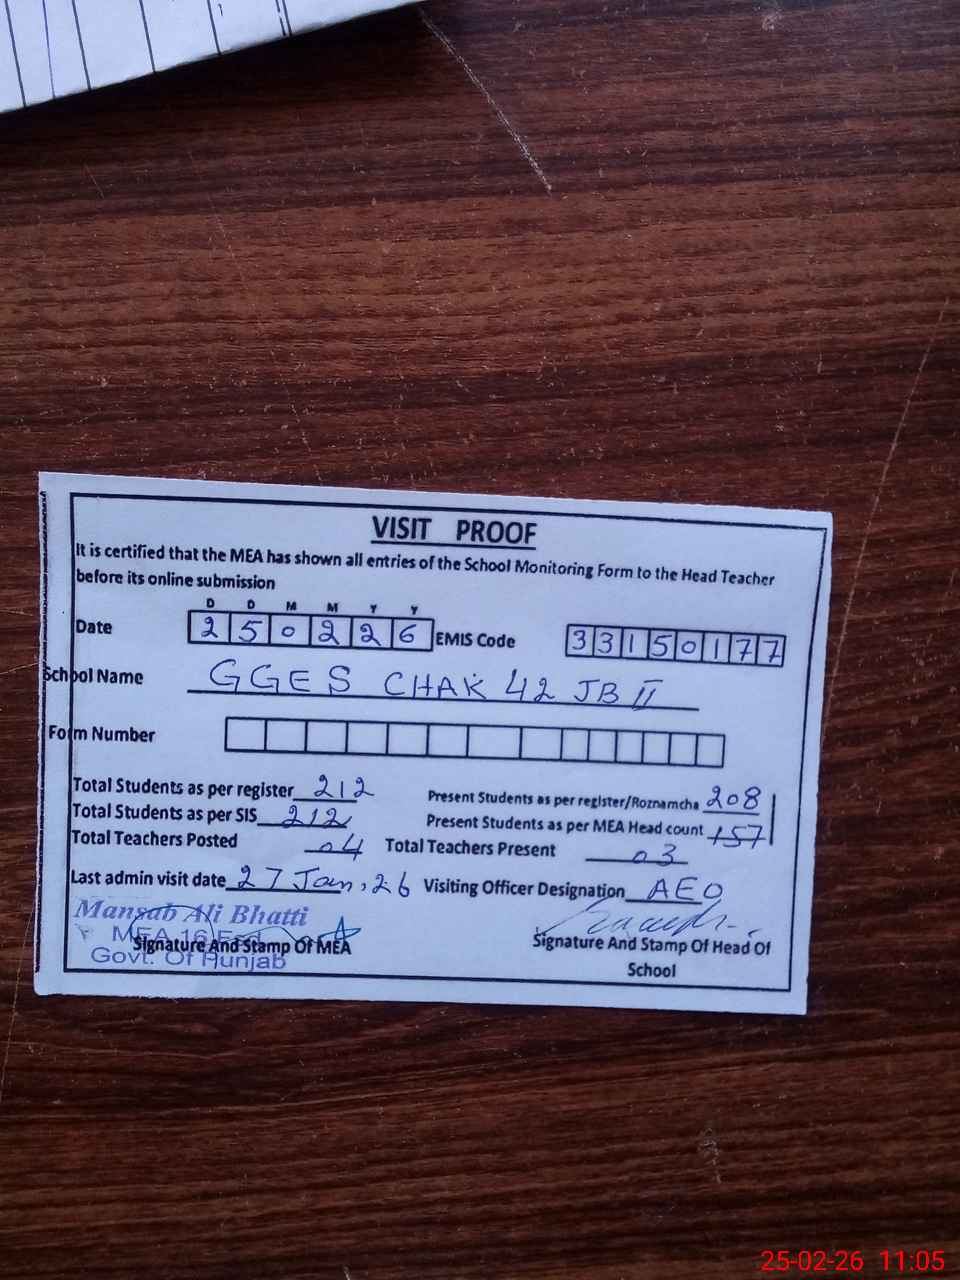 VISIT PROOF
It is certified that the MEA has shown all entries of the School Monitoring Form to the Head Teacher
before its online submission
D D M M Y Y
Date 2 5 0 2 2 6 EMIS Code 3 3 1 5 0 1 7 7
School Name GGES CHAK 42 JB II
Form Number
Total Students as per register 212 Present Students as per register/Roznamcha 208
Total Students as per SIS 212 Present Students as per MEA Head count 157
Total Teachers Posted 04 Total Teachers Present 03
Last admin visit date 27 Jan, 26 Visiting Officer Designation AEO
Mansab Ali Bhatti
MEA 16
Signature And Stamp Of MEA Signature And Stamp Of Head Of
Govt. Of Punjab School
25-02-26 11:05